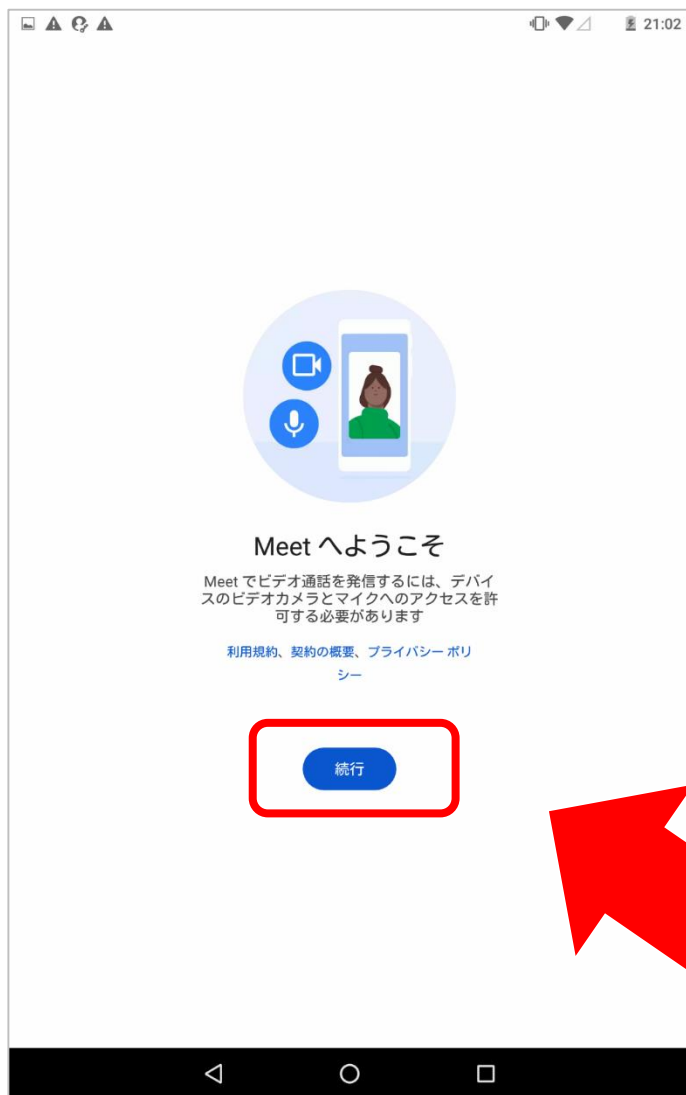 21:02
Meet へようこそ
Meet でビデオ通話を発信するには、デバイ
スのビデオカメラとマイクへのアクセスを許
可する必要があります
利用規約、契約の概要、プライバシー ポリ
シー
続行